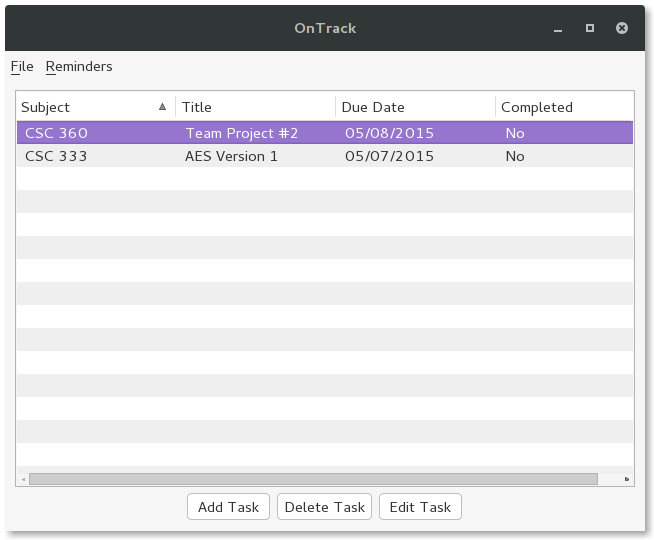 OnTrack
File Reminders
Subject Title Due Date Completed
CSC 360 Team Project #2 05/08/2015 No
CSC 333 AES Version 1 05/07/2015 No
Add Task Delete Task Edit Task